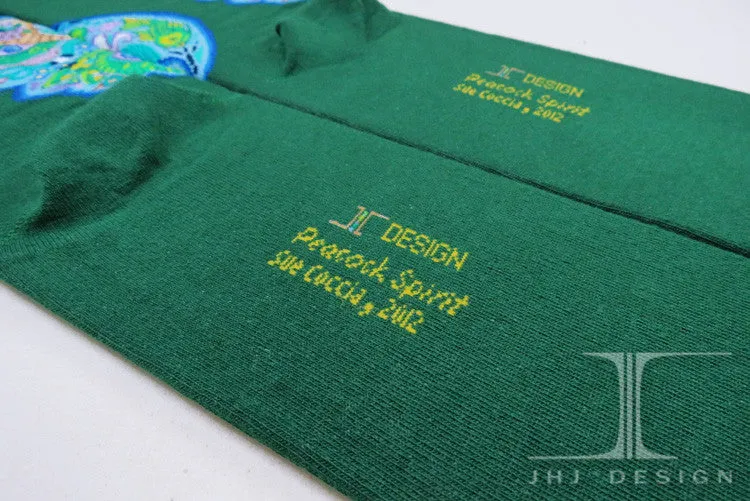 DESIGN
Peacock Spirit
Sue Coccia, 2012
DESIGN
Peacock Spirit
Sue Coccia, 2012
JHJ DESIGN